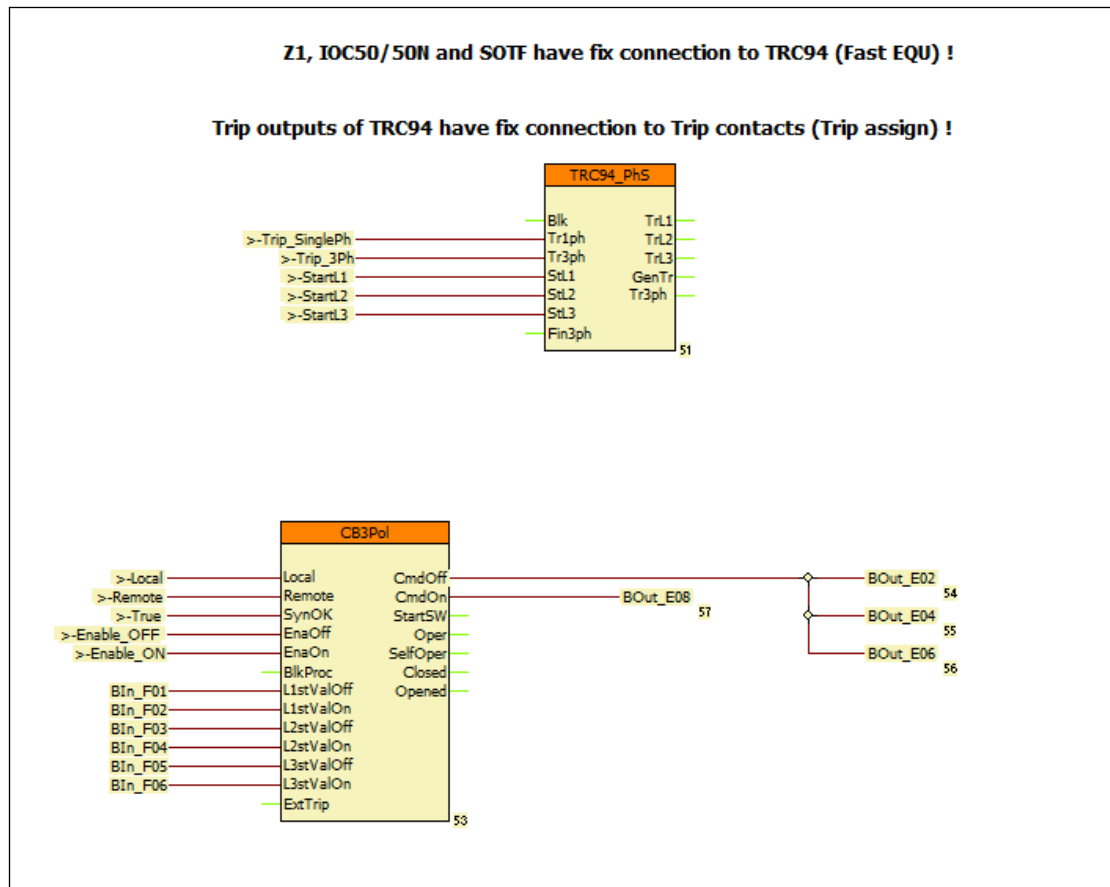 Z1, IOC50/50N and SOTF have fix connection to TRC94 (Fast EQU) !
Trip outputs of TRC94 have fix connection to Trip contacts (Trip assign) !
TRC94_PhS
Blk TrL1
>-Trip_SinglePh Tr1ph TrL2
>-Trip_3Ph Tr3ph TrL3
>-StartL1 StL1 GenTr
>-StartL2 StL2 Tr3ph
>-StartL3 StL3
Fin3ph
51
CB3Pol
>-Local Local CmdOff BOut_E02
54
>-Remote Remote CmdOn BOut_E08
57
>-True SynOK StartSW BOut_E04
55
>-Enable_OFF EnaOff Oper
>-Enable_ON EnaOn SelfOper BOut_E06
56
BlkProc Closed
BIn_F01 L1stValOff Opened
BIn_F02 L1stValOn
BIn_F03 L2stValOff
BIn_F04 L2stValOn
BIn_F05 L3stValOff
BIn_F06 L3stValOn
ExtTrip
53